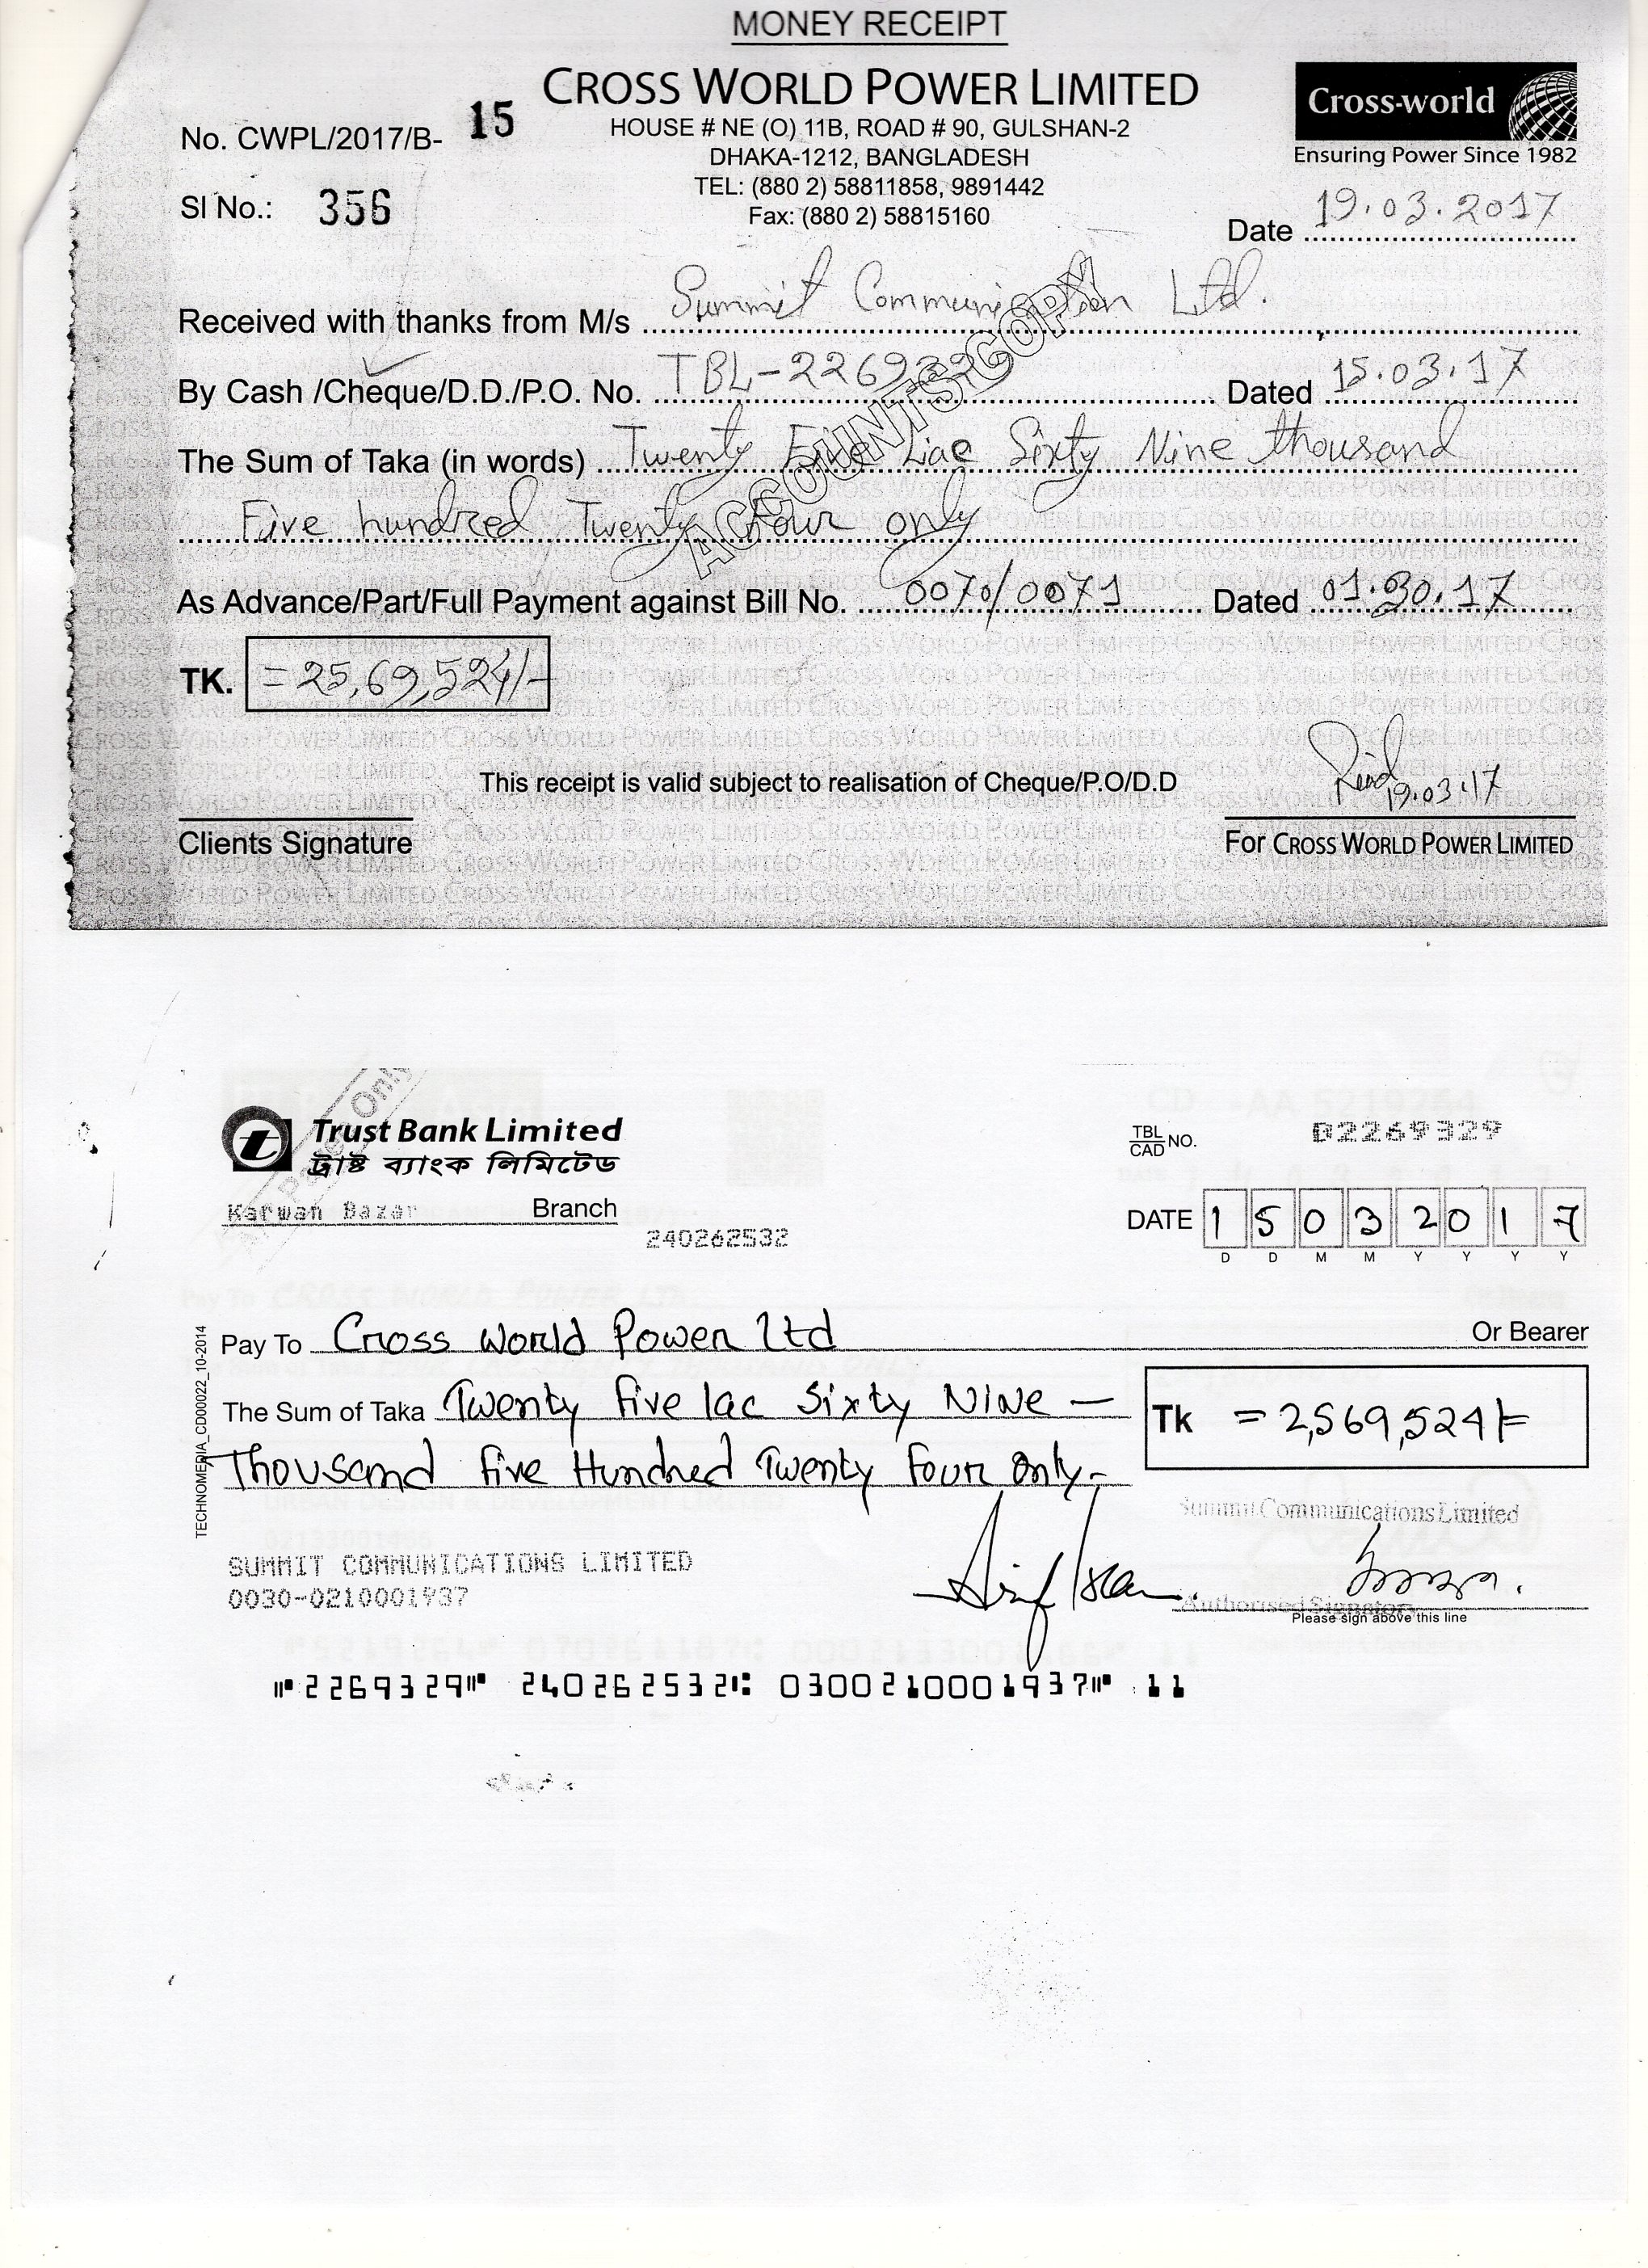 MONEY RECEIPT
CROSS WORLD POWER LIMITED
Cross-world
No. CWPL/2017/B- 15
HOUSE # NE (O) 11B, ROAD # 90, GULSHAN-2
DHAKA-1212, BANGLADESH
Ensuring Power Since 1982
TEL: (880 2) 58811858, 9891442
Sl No.: 356
Fax: (880 2) 58815160
Date 19.03.2017
Received with thanks from M/s Summit Communication Ltd.
By Cash /Cheque/D.D./P.O. No. TBL-2269329 Dated 15.03.17
The Sum of Taka (in words) Twenty Five Lac Sixty Nine thousand
Five hundred Twenty Four only
ACCOUNTS COPY
As Advance/Part/Full Payment against Bill No. 0070/0071 Dated 01.30.17
TK. =25,69,524/-
This receipt is valid subject to realisation of Cheque/P.O/D.D
19.03.17
Clients Signature
For CROSS WORLD POWER LIMITED
Trust Bank Limited
ট্রাষ্ট ব্যাংক লিমিটেড
TBL/CAD NO. 02269329
Karwan Bazar Branch
240262532
DATE 15032017
D D M M Y Y Y Y
Pay To Cross World Power Ltd Or Bearer
The Sum of Taka Twenty five lac Sixty Nine —
Tk =2,569,524/=
Thousand five Hundred Twenty Four only-
TECHNOMEDIA_CD00022_10-2014
Summit Communications Limited
SUMMIT COMMUNICATIONS LIMITED
0030-0210001937
Authorised Signatory
Please sign above this line
⑈2269329⑈ 240262532⑆ 0300210001937⑈ 11